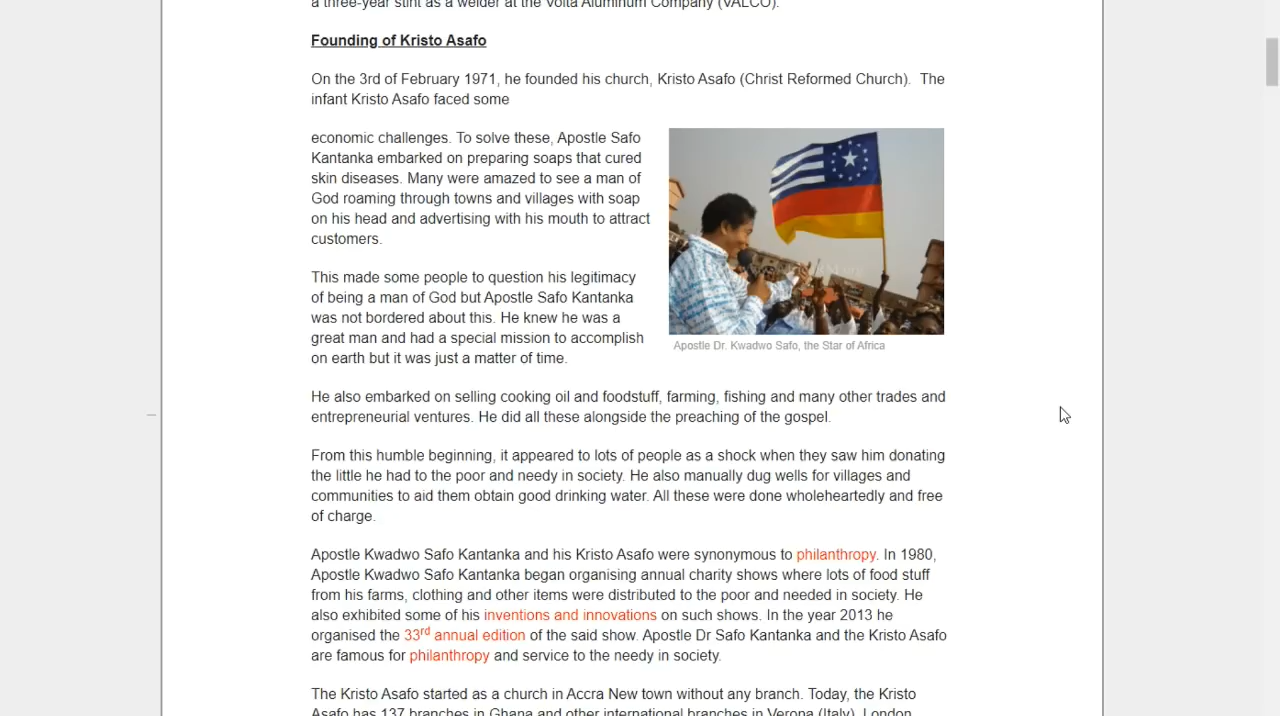 a three-year stint as a welder at the Volta Aluminum Company (VALCO).
Founding of Kristo Asafo
On the 3rd of February 1971, he founded his church, Kristo Asafo (Christ Reformed Church).  The
infant Kristo Asafo faced some
economic challenges. To solve these, Apostle Safo
Kantanka embarked on preparing soaps that cured
skin diseases. Many were amazed to see a man of
God roaming through towns and villages with soap
on his head and advertising with his mouth to attract
customers.
This made some people to question his legitimacy
of being a man of God but Apostle Safo Kantanka
was not bordered about this. He knew he was a
great man and had a special mission to accomplish
on earth but it was just a matter of time.
Apostle Dr. Kwadwo Safo, the Star of Africa
He also embarked on selling cooking oil and foodstuff, farming, fishing and many other trades and
entrepreneurial ventures. He did all these alongside the preaching of the gospel.
From this humble beginning, it appeared to lots of people as a shock when they saw him donating
the little he had to the poor and needy in society. He also manually dug wells for villages and
communities to aid them obtain good drinking water. All these were done wholeheartedly and free
of charge.
Apostle Kwadwo Safo Kantanka and his Kristo Asafo were synonymous to philanthropy. In 1980,
Apostle Kwadwo Safo Kantanka began organising annual charity shows where lots of food stuff
from his farms, clothing and other items were distributed to the poor and needed in society. He
also exhibited some of his inventions and innovations on such shows. In the year 2013 he
organised the 33rd annual edition of the said show. Apostle Dr Safo Kantanka and the Kristo Asafo
are famous for philanthropy and service to the needy in society.
The Kristo Asafo started as a church in Accra New town without any branch. Today, the Kristo
Asafo has 137 branches in Ghana and other international branches in Verona (Italy), London